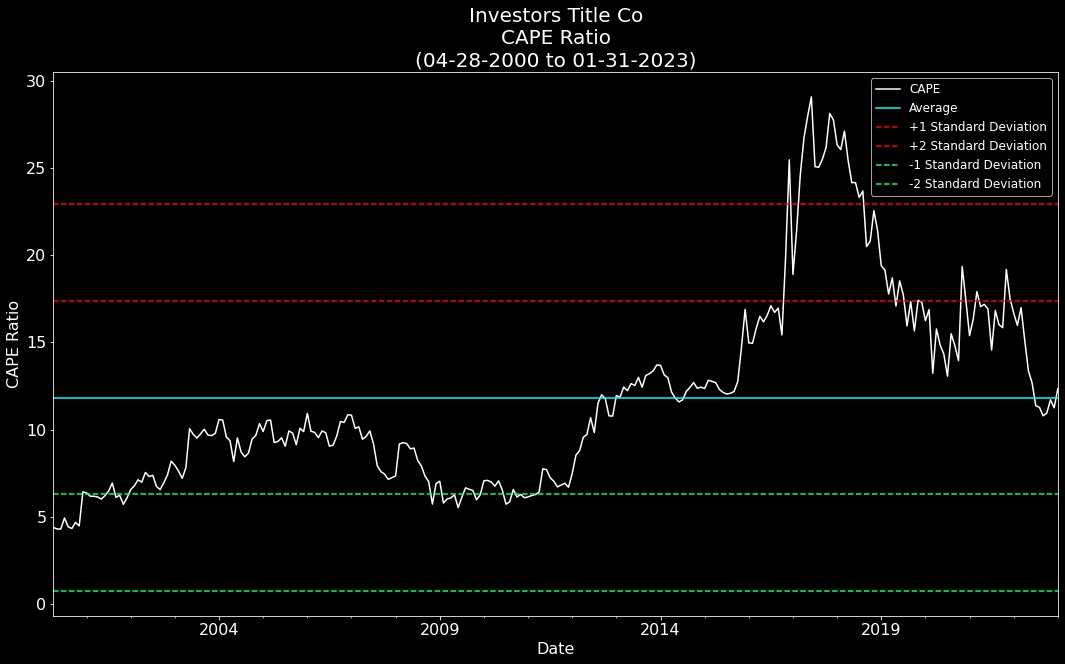 Investors Title Co
CAPE Ratio
(04-28-2000 to 01-31-2023)
CAPE
Average
+1 Standard Deviation
+2 Standard Deviation
-1 Standard Deviation
-2 Standard Deviation
CAPE Ratio
30
25
20
15
10
5
0
2004
2009
2014
2019
Date